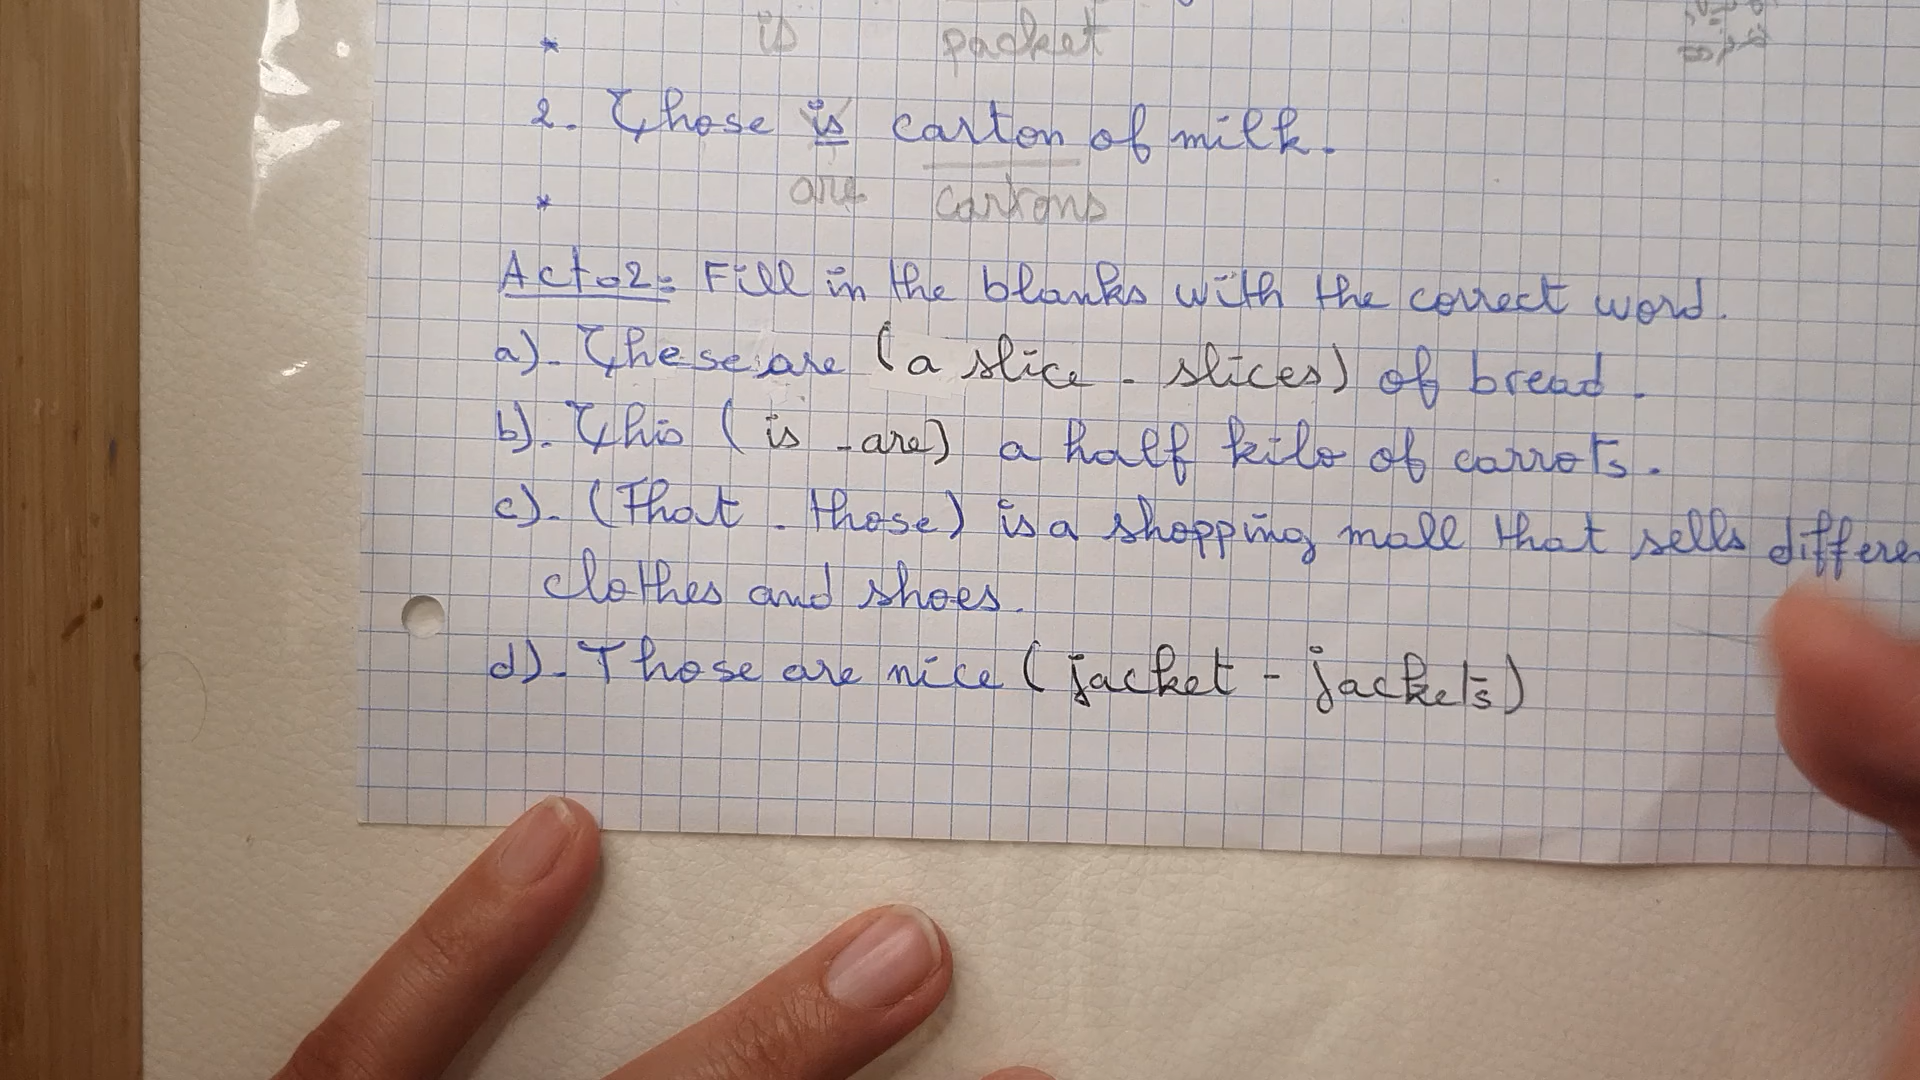 is packet
*
2. Those is carton of milk.
are cartons
*
Act-2: Fill in the blanks with the correct word.
a)- These are (a slice - slices) of bread.
b)- This (is - are) a half kilo of carrots.
c)- (That - those) is a shopping mall that sells differen
clothes and shoes.
d)- Those are nice (jacket - jackets)